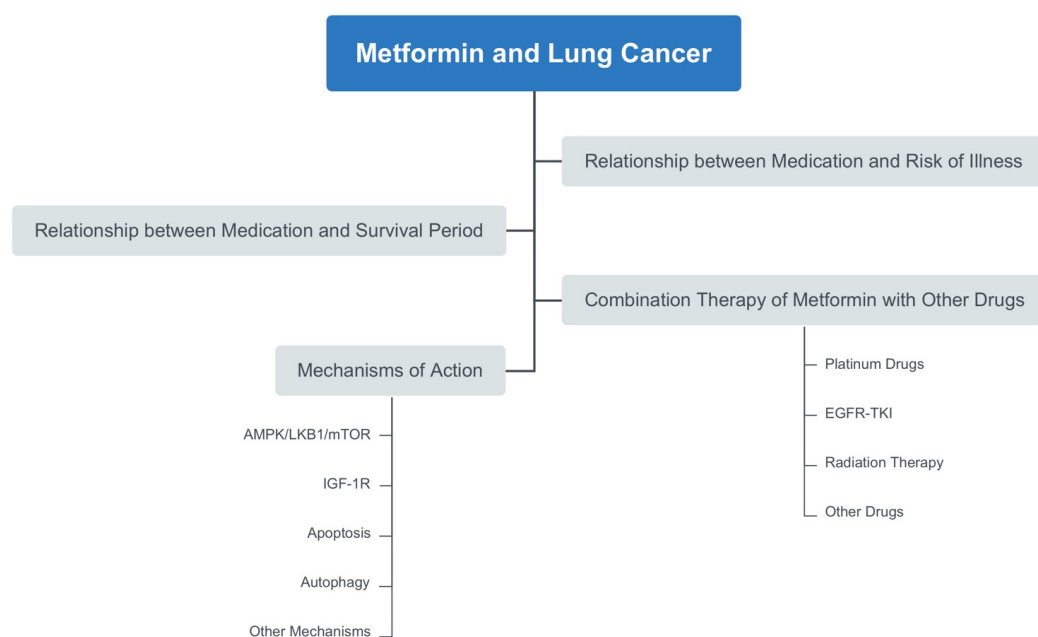 Metformin and Lung Cancer
Relationship between Medication and Risk of Illness
Relationship between Medication and Survival Period
Combination Therapy of Metformin with Other Drugs
Platinum Drugs
EGFR-TKI
Radiation Therapy
Other Drugs
Mechanisms of Action
AMPK/LKB1/mTOR
IGF-1R
Apoptosis
Autophagy
Other Mechanisms